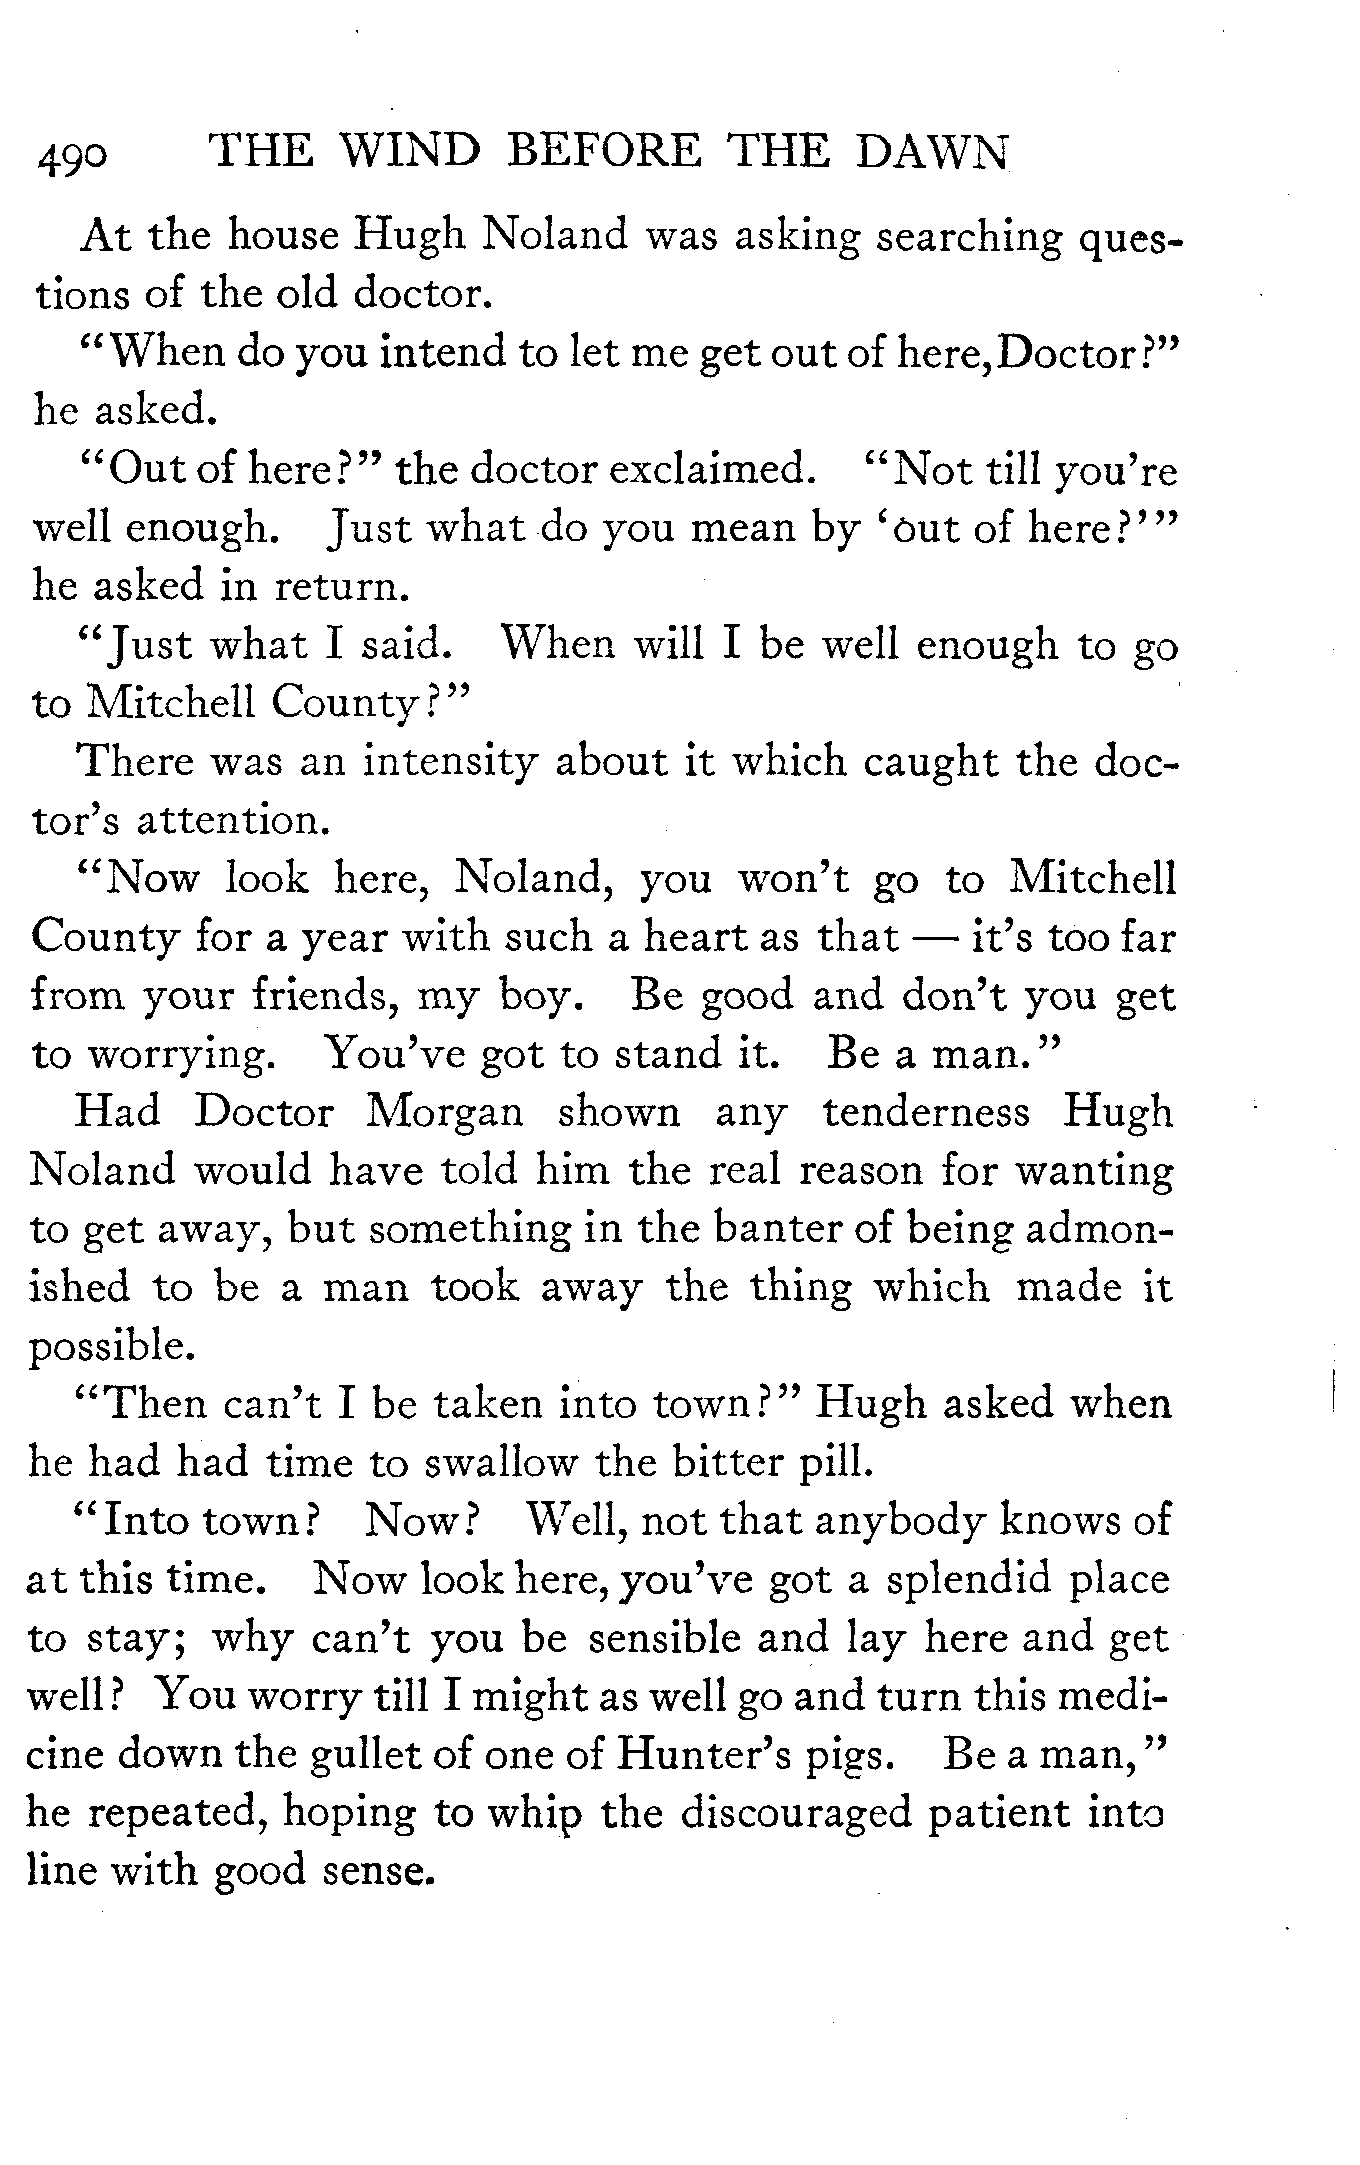 490 THE WIND BEFORE THE DAWN
At the house Hugh Noland was asking searching ques-
tions of the old doctor.
“When do you intend to let me get out of here,Doctor?”
he asked.
“Out of here?” the doctor exclaimed. “Not till you’re
well enough. Just what do you mean by ‘out of here?’”
he asked in return.
“Just what I said. When will I be well enough to go
to Mitchell County?”
There was an intensity about it which caught the doc-
tor’s attention.
“Now look here, Noland, you won’t go to Mitchell
County for a year with such a heart as that — it’s too far
from your friends, my boy. Be good and don’t you get
to worrying. You’ve got to stand it. Be a man.”
Had Doctor Morgan shown any tenderness Hugh
Noland would have told him the real reason for wanting
to get away, but something in the banter of being admon-
ished to be a man took away the thing which made it
possible.
“Then can’t I be taken into town?” Hugh asked when
he had had time to swallow the bitter pill.
“Into town? Now? Well, not that anybody knows of
at this time. Now look here, you’ve got a splendid place
to stay; why can’t you be sensible and lay here and get
well? You worry till I might as well go and turn this medi-
cine down the gullet of one of Hunter’s pigs. Be a man,”
he repeated, hoping to whip the discouraged patient into
line with good sense.